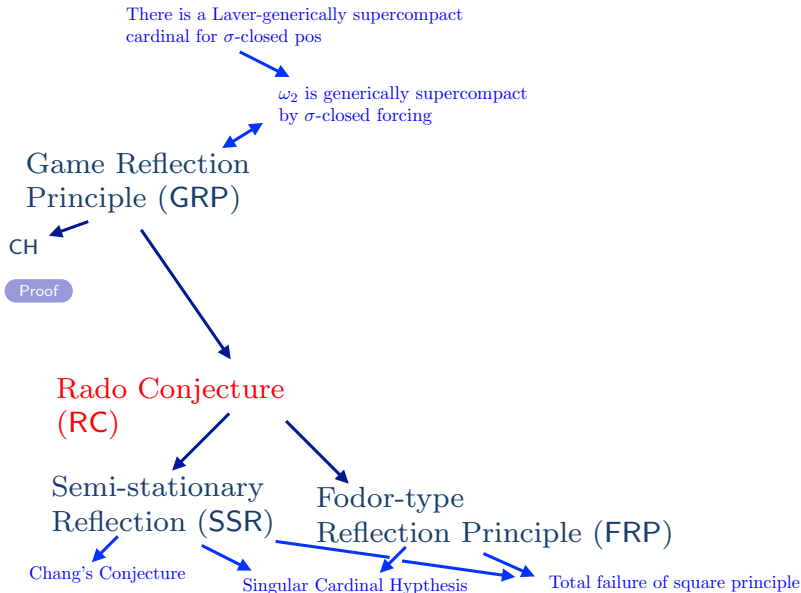 There is a Laver-generically supercompact
cardinal for σ-closed pos
ω₂ is generically supercompact
by σ-closed forcing
Game Reflection
Principle (GRP)
CH
Proof
Rado Conjecture
(RC)
Semi-stationary
Reflection (SSR)
Fodor-type
Reflection Principle (FRP)
Chang's Conjecture
Singular Cardinal Hypthesis
Total failure of square principle